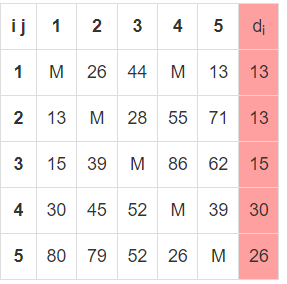 i j 1 2 3 4 5 di
1 M 26 44 M 13 13
2 13 M 28 55 71 13
3 15 39 M 86 62 15
4 30 45 52 M 39 30
5 80 79 52 26 M 26